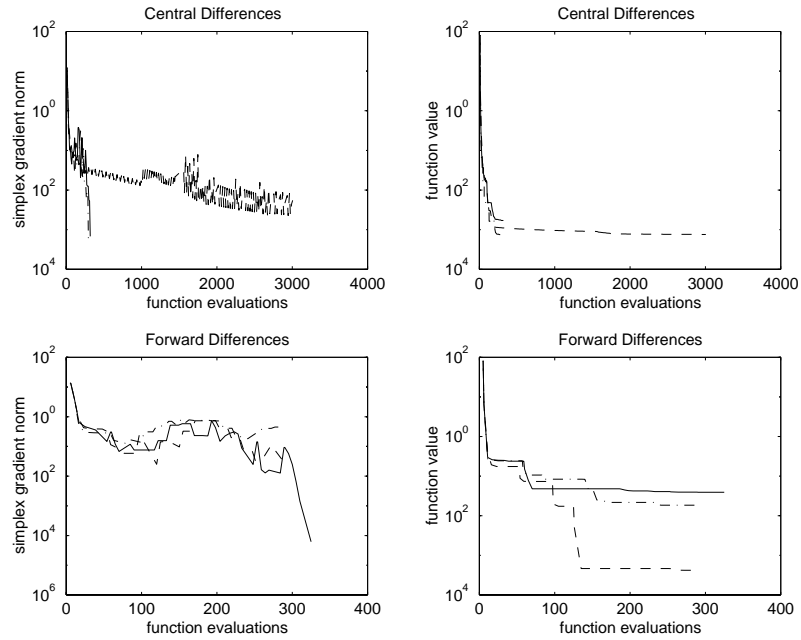 Central Differences
10^2
10^0
10^2
10^4
simplex gradient norm
0 1000 2000 3000 4000
function evaluations
Central Differences
10^2
10^0
10^2
10^4
function value
0 1000 2000 3000 4000
function evaluations
Forward Differences
10^2
10^0
10^2
10^4
10^6
simplex gradient norm
0 100 200 300 400
function evaluations
Forward Differences
10^2
10^0
10^2
10^4
function value
0 100 200 300 400
function evaluations